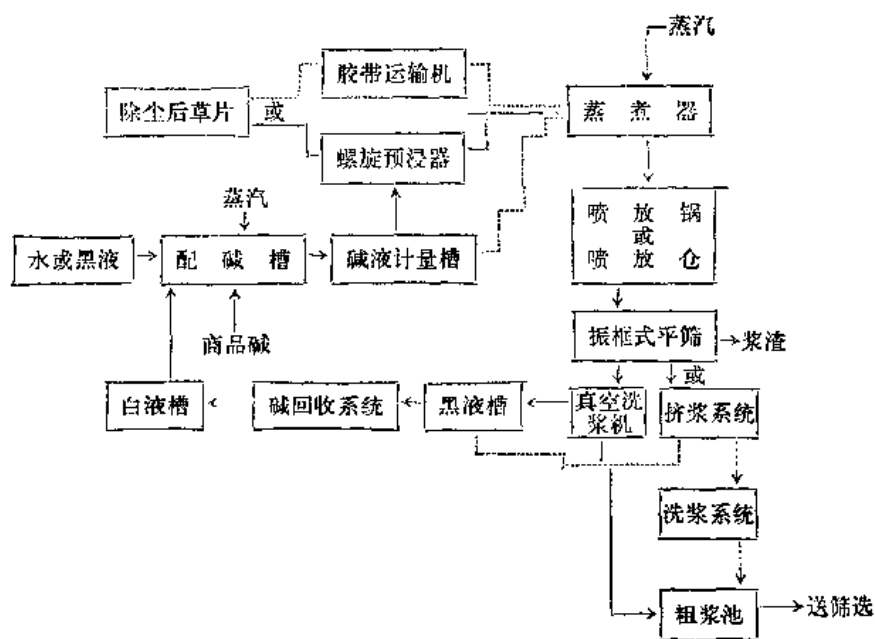 蒸汽
胶带运输机
除尘后草片
或
蒸煮器
螺旋预浸器
蒸汽
喷放锅
或
喷放仓
水或黑液
配碱槽
碱液计量槽
商品碱
振框式平筛
浆渣
或
白液槽
碱回收系统
黑液槽
真空洗
浆机
挤浆系统
洗浆系统
粗浆池
送筛选